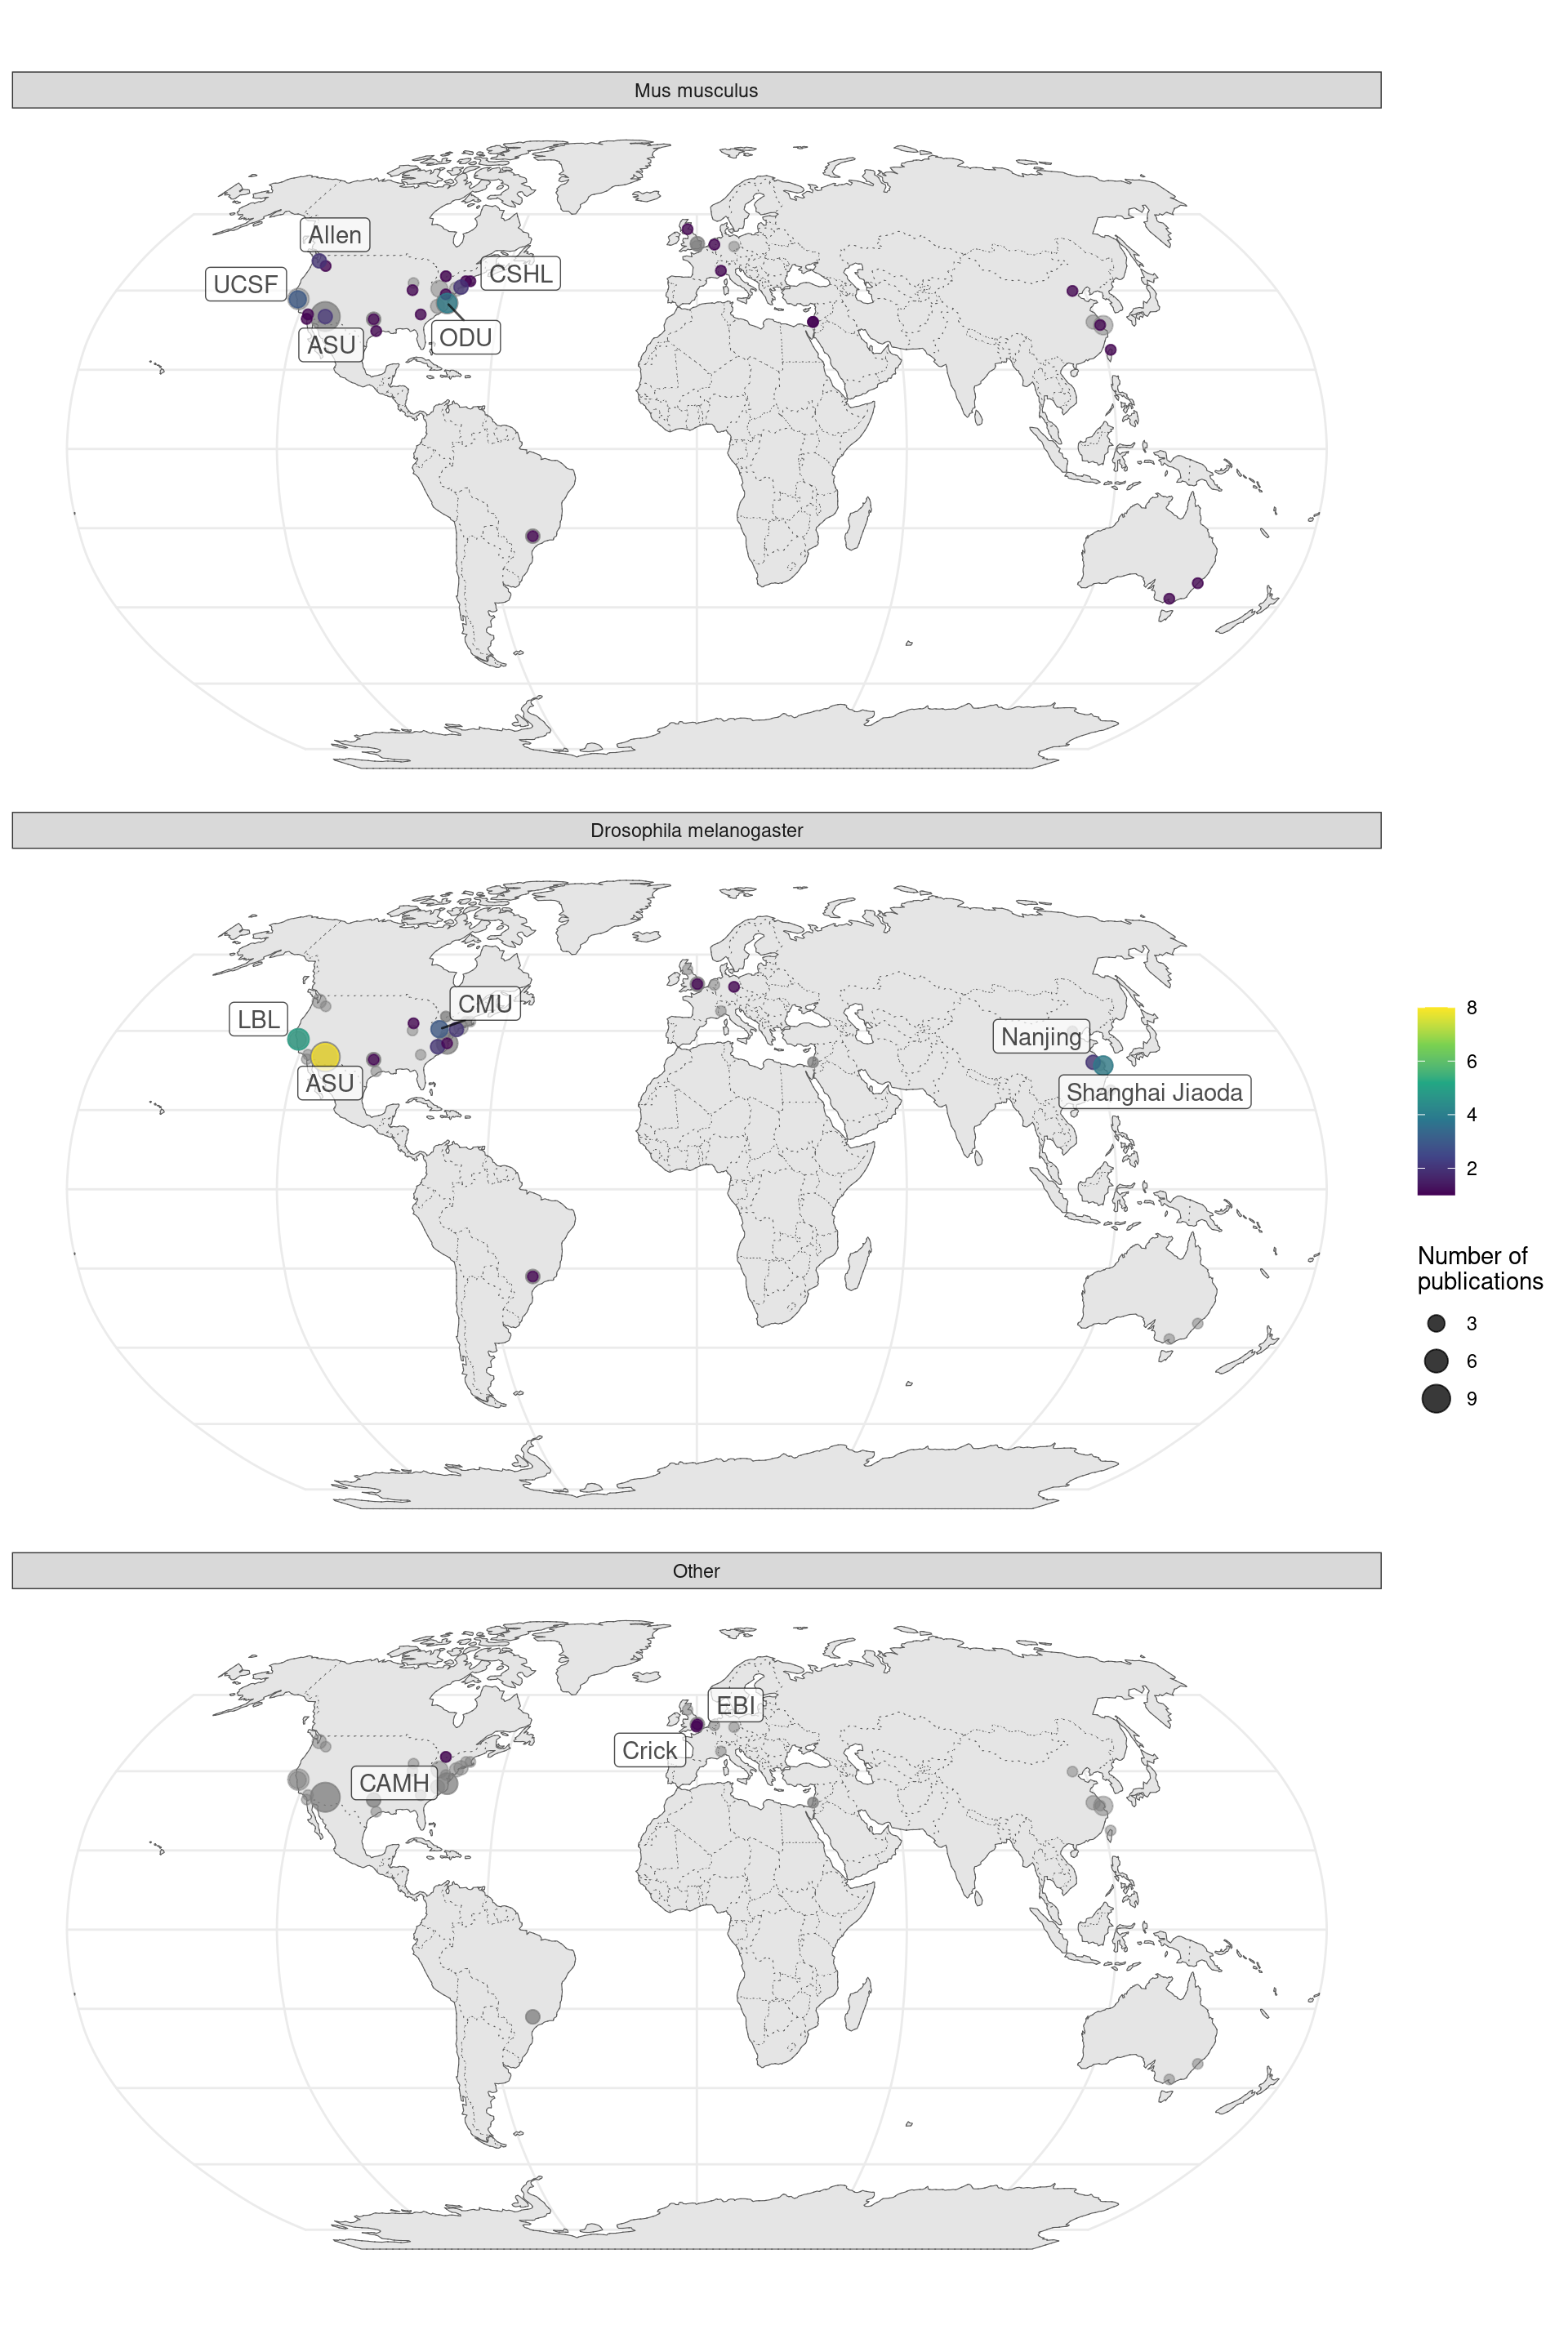 Mus musculus
Allen
UCSF
CSHL
ASU
ODU
Drosophila melanogaster
LBL
CMU
ASU
Nanjing
Shanghai Jiaoda
8
6
4
2
Number of
publications
3
6
9
Other
EBI
Crick
CAMH